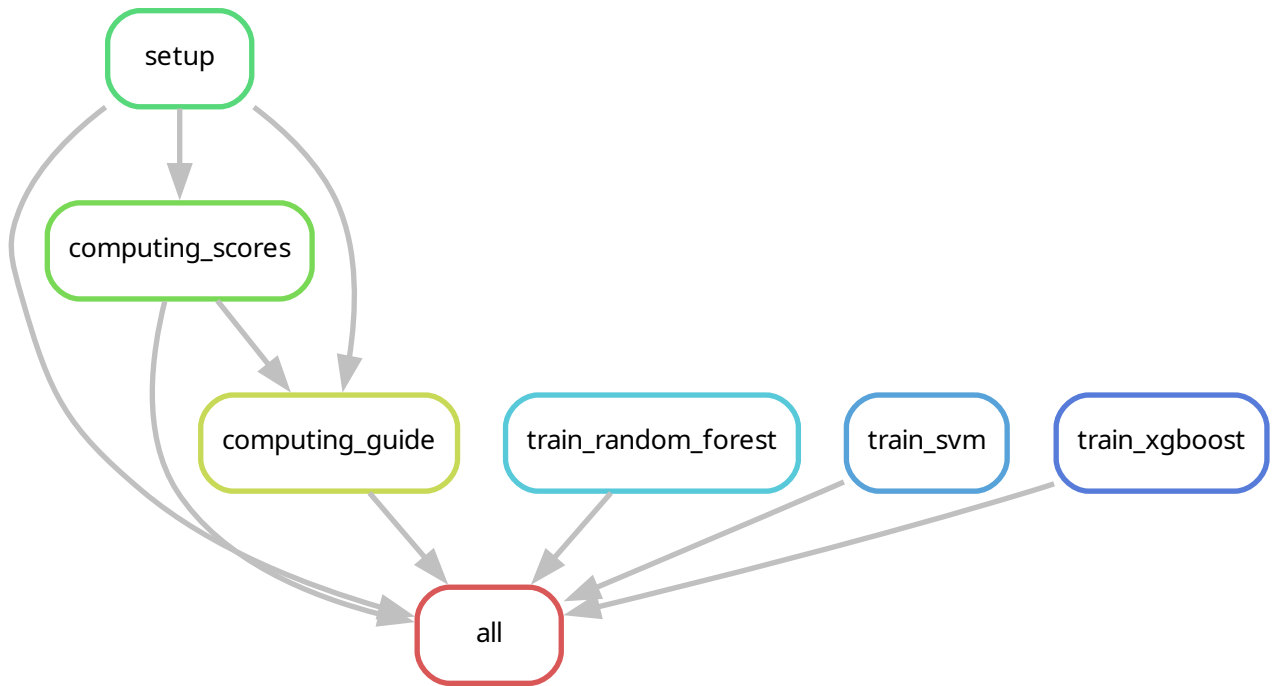 setup
computing_scores
computing_guide
train_random_forest
train_svm
train_xgboost
all